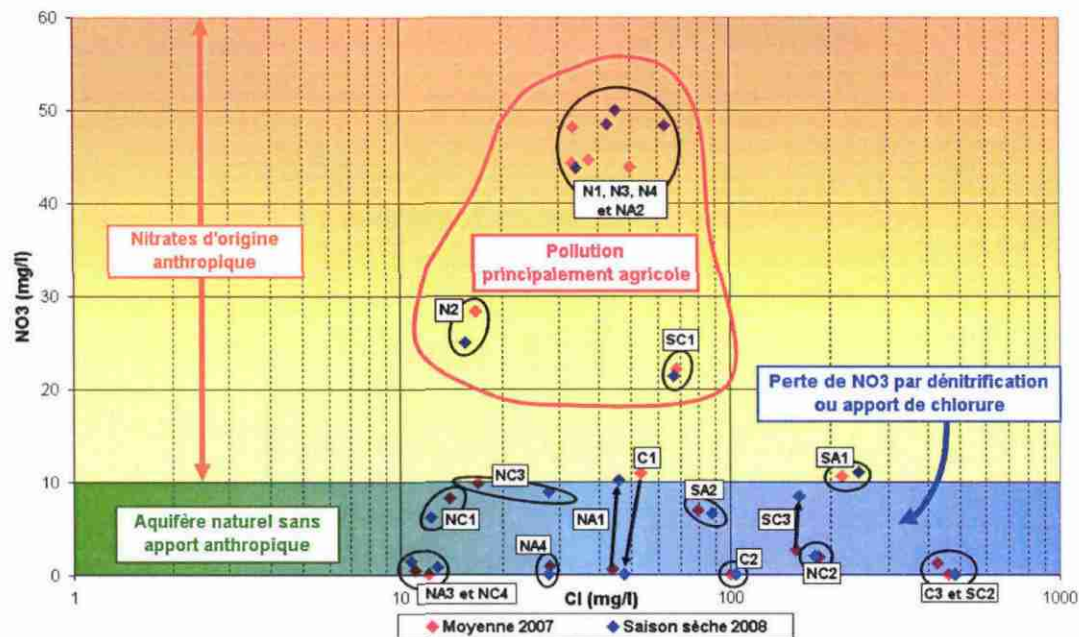 60
50
40
30
20
10
0
NO3 (mg/l)
Nitrates d'origine
anthropique
N1, N3, N4
et NA2
Pollution
principalement agricole
N2
SC1
Perte de NO3 par dénitrification
ou apport de chlorure
Aquifère naturel sans
apport anthropique
NC3
C1
SA1
NC1
NA1
SA2
SC3
NA4
C2
NC2
NA3 et NC4
C3 et SC2
1
10
100
1000
Cl (mg/l)
Moyenne 2007
Saison sèche 2008